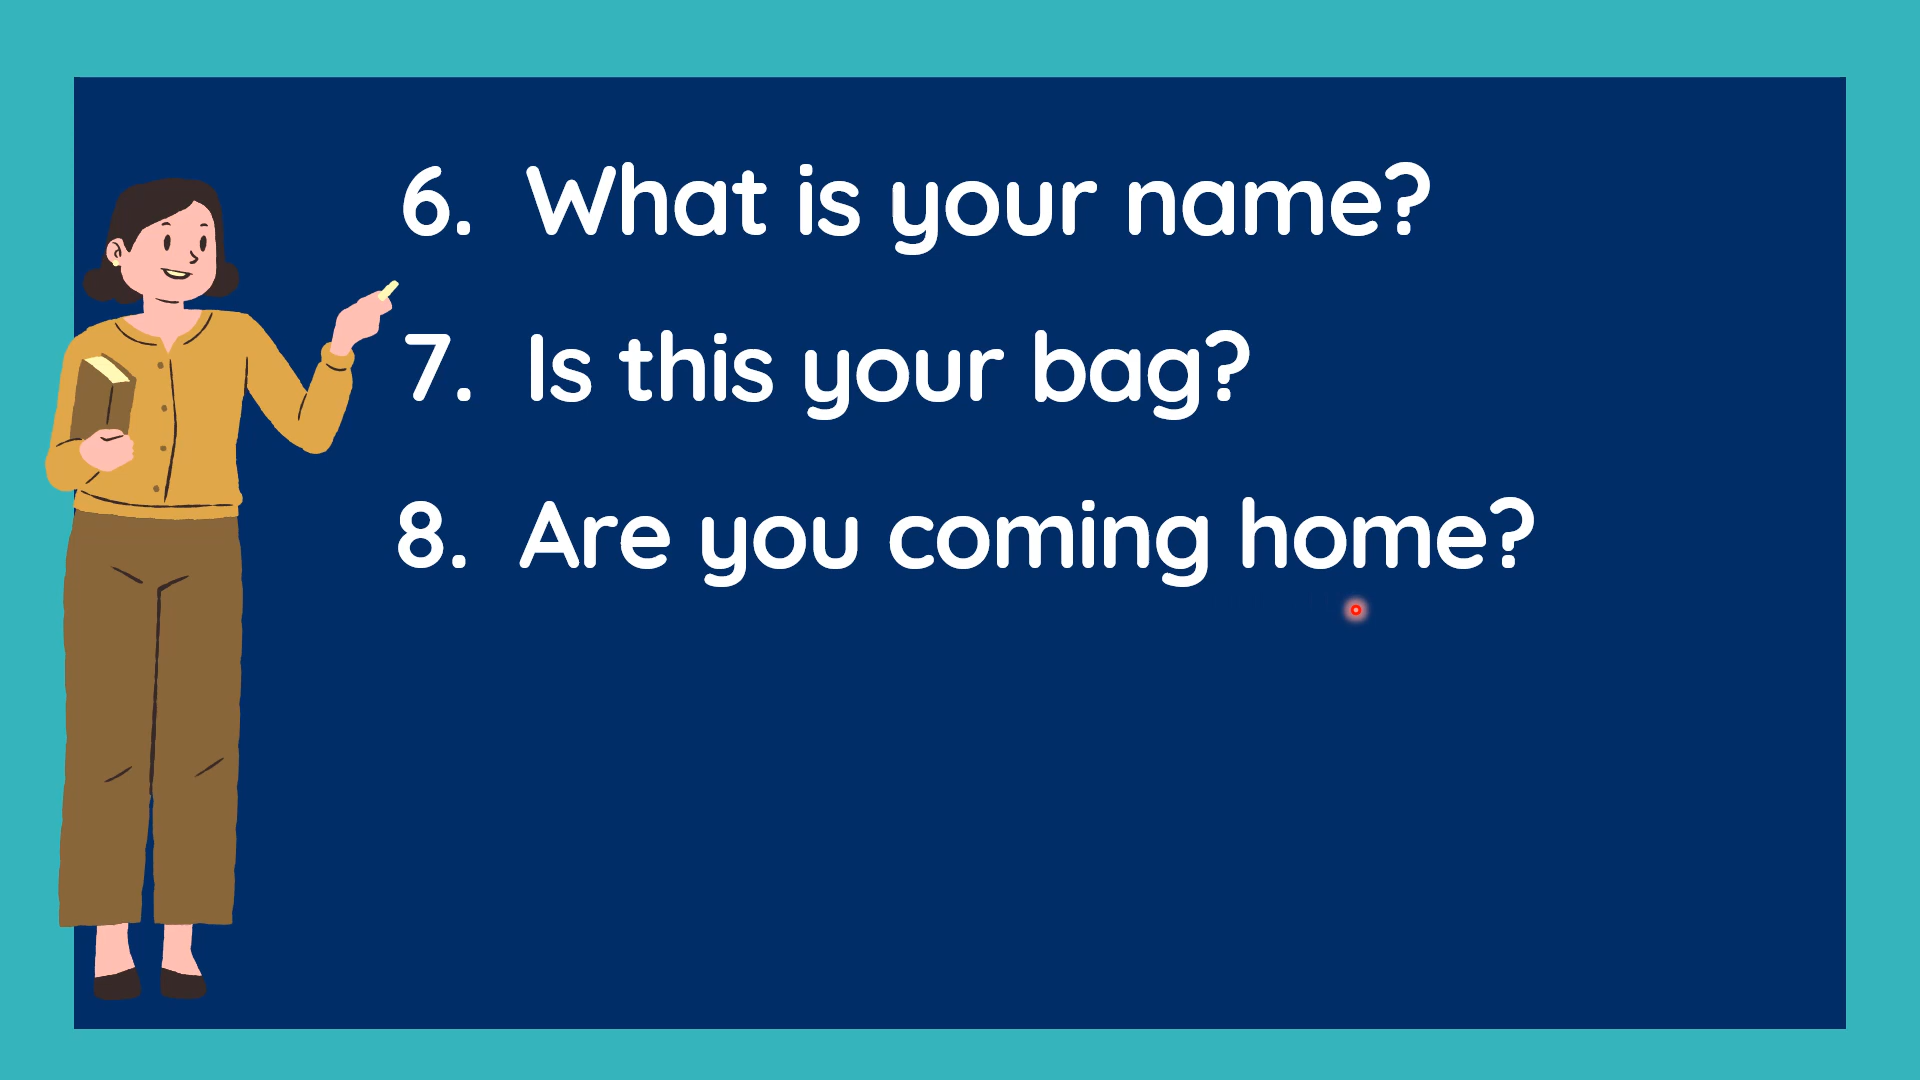 6. What is your name?
7. Is this your bag?
8. Are you coming home?